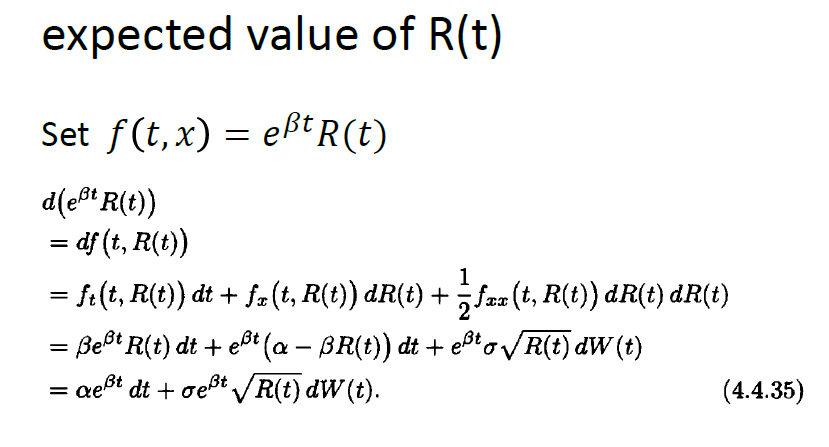 expected value of R(t)
Set f(t,x) = e^{βt}R(t)
d(e^{βt}R(t))
= df(t, R(t))
= f_t(t, R(t)) dt + f_x(t, R(t)) dR(t) + \frac{1}{2} f_{xx}(t, R(t)) dR(t) dR(t)
= βe^{βt}R(t) dt + e^{βt}(α − βR(t)) dt + e^{βt}σ√{R(t)} dW(t)
= αe^{βt} dt + σe^{βt}√{R(t)} dW(t). (4.4.35)